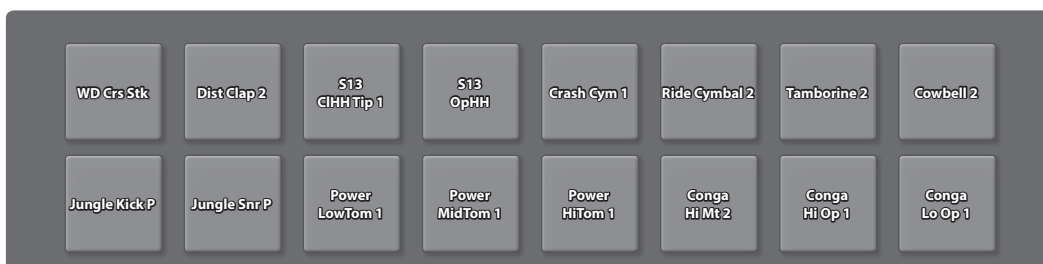 WD Crs Stk
Dist Clap 2
S13
ClHH Tip 1
S13
OpHH
Crash Cym 1
Ride Cymbal 2
Tamborine 2
Cowbell 2
Jungle Kick P
Jungle Snr P
Power
LowTom 1
Power
MidTom 1
Power
HiTom 1
Conga
Hi Mt 2
Conga
Hi Op 1
Conga
Lo Op 1